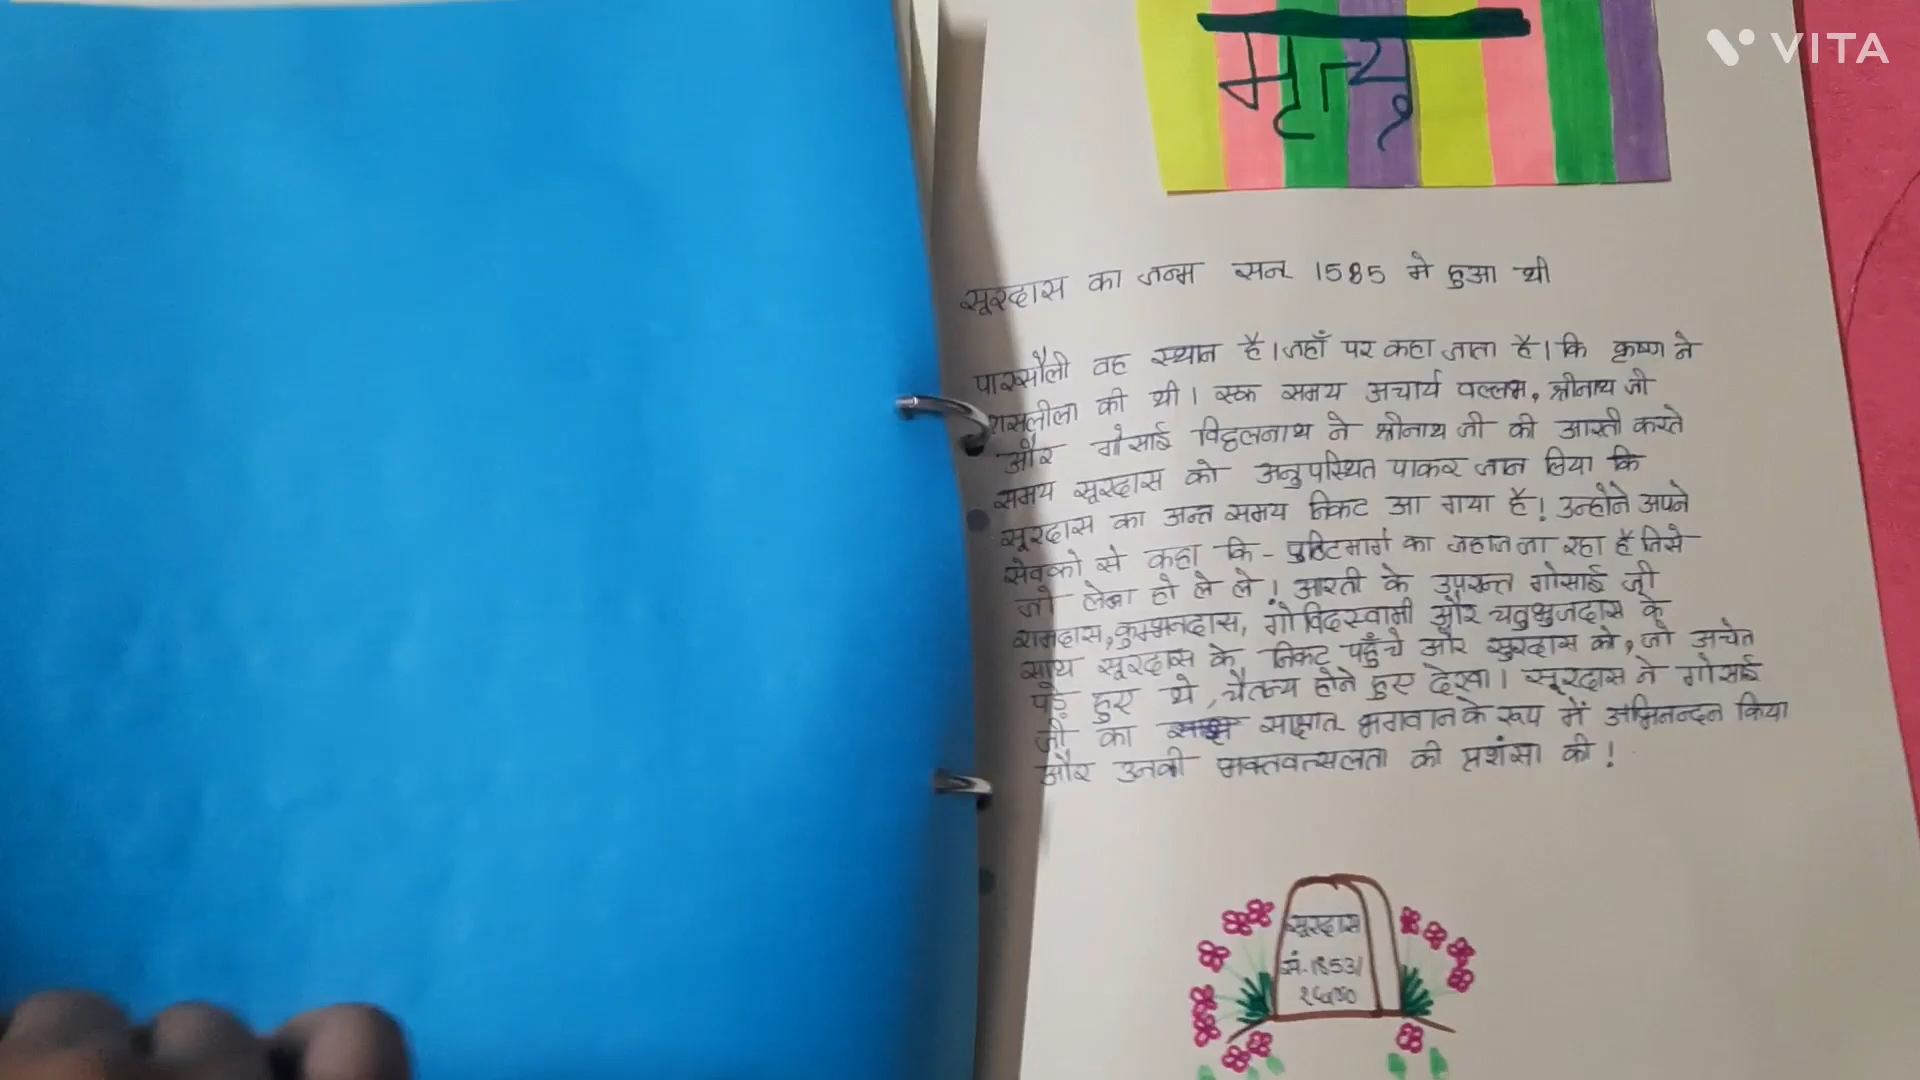 VITA
मृत्यु
सूरदास का जन्म सन् 1585 मे हुआ थी
पारसौली वह स्थान है। जहाँ पर कहा जाता है। कि कृष्ण ने
रासलीला की थी। एक समय अचार्य वल्लभ, श्रीनाथ जी
और गोसाई विट्ठलनाथ ने श्रीनाथ जी की आरती करते
समय सूरदास को अनुपस्थित पाकर जान लिया कि
सूरदास का अन्त समय निकट आ गया है! उन्होने अपने
सेवको से कहा कि - पुष्टिमार्ग का जहाज जा रहा है जिसे
जो लेना हो ले ले! आरती के उपरन्त गोसाई जी
रामदास, कुम्भनदास, गोविंदस्वामी और चतुर्भुजदास के
साथ सूरदास के निकट पहुँचे और सुरदास को, जो अचेत
पड़े हुए थे, चैतन्य होने हुए देखा। सूरदास ने गोसाई
जी का साक्षात भगवान के रूप में अभिनन्दन किया
और उनकी भक्तवत्सलता की प्रशंसा की!
सूरदास